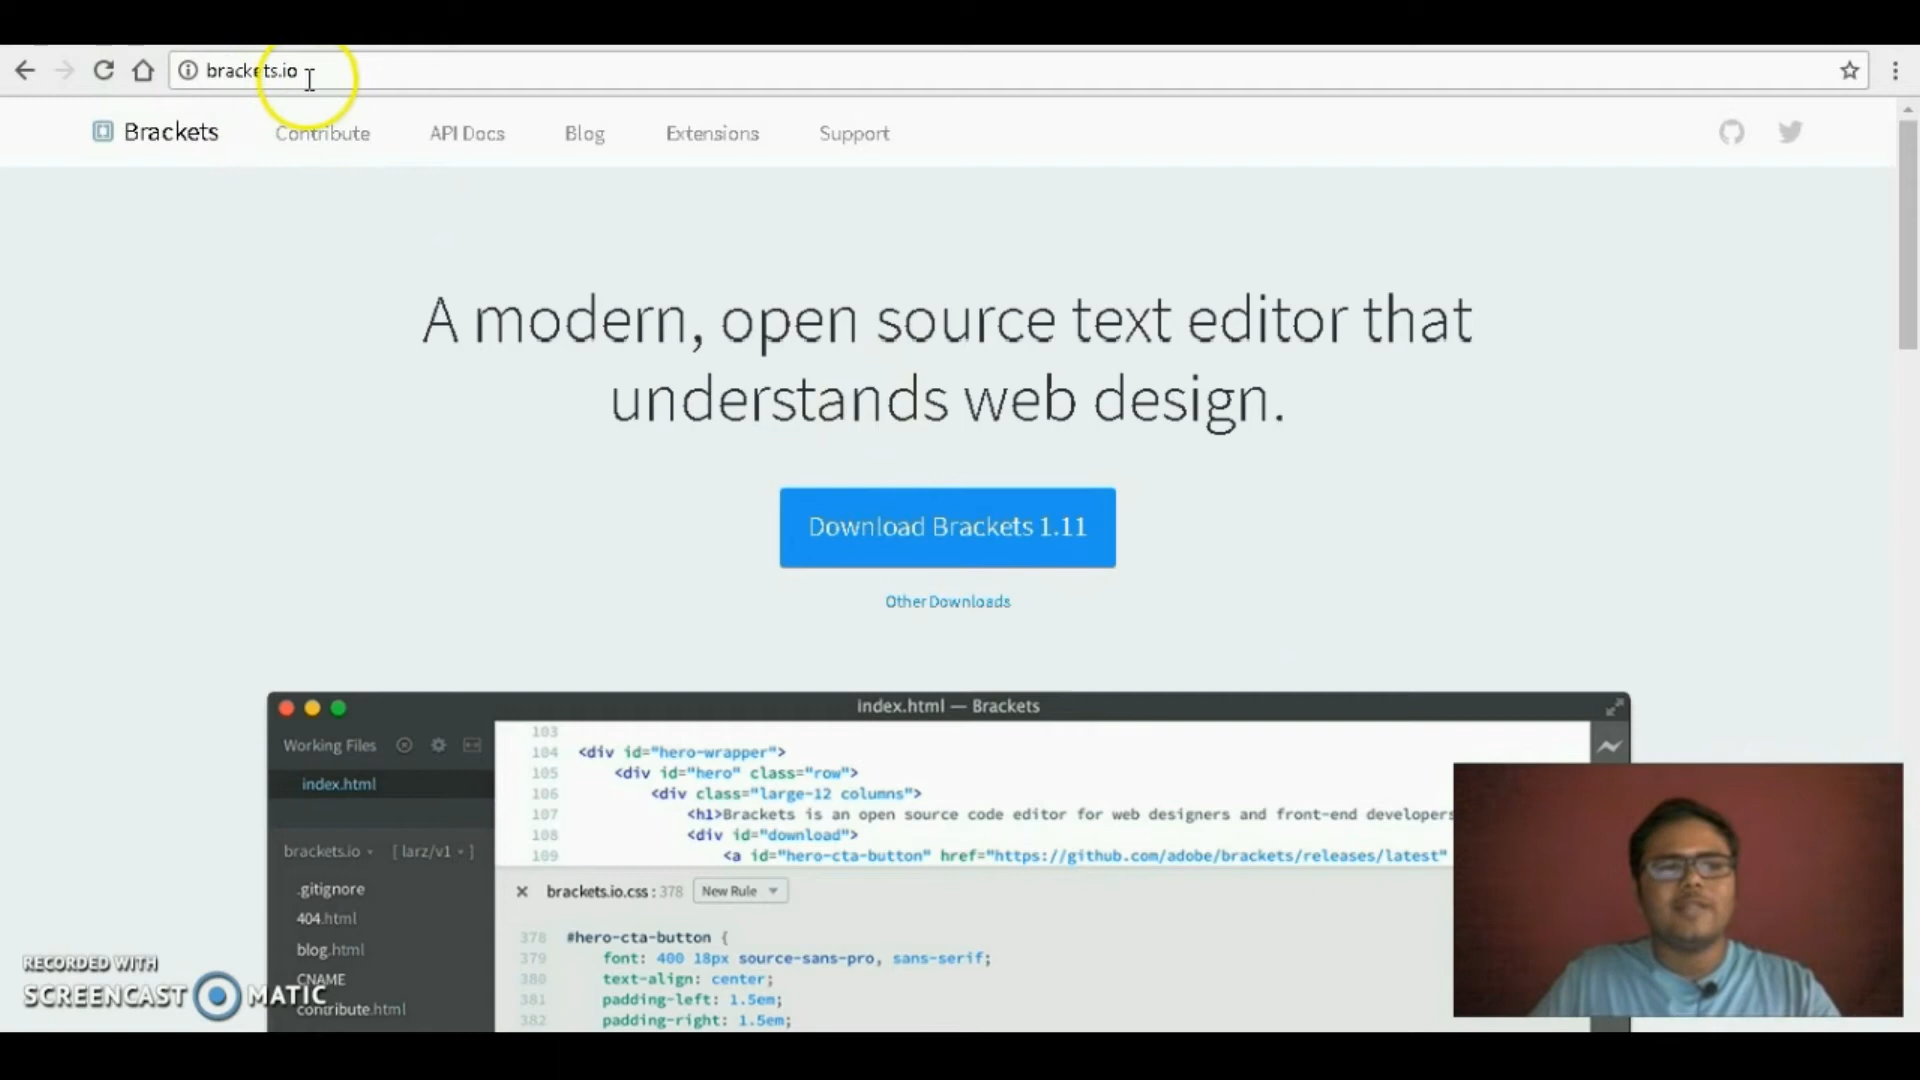 brackets.io
Brackets Contribute API Docs Blog Extensions Support
A modern, open source text editor that
understands web design.
Download Brackets 1.11
Other Downloads
index.html — Brackets
Working Files
index.html
brackets.io [ larz/v1 ]
.gitignore
404.html
blog.html
CNAME
contribute.html
103
104 <div id="hero-wrapper">
105 <div id="hero" class="row">
106 <div class="large-12 columns">
107 <h1>Brackets is an open source code editor for web designers and front-end developers
108 <div id="download">
109 <a id="hero-cta-button" href="https://github.com/adobe/brackets/releases/latest"
brackets.io.css : 378 New Rule
378 #hero-cta-button {
379 font: 400 18px source-sans-pro, sans-serif;
380 text-align: center;
381 padding-left: 1.5em;
382 padding-right: 1.5em;
RECORDED WITH
SCREENCAST MATIC